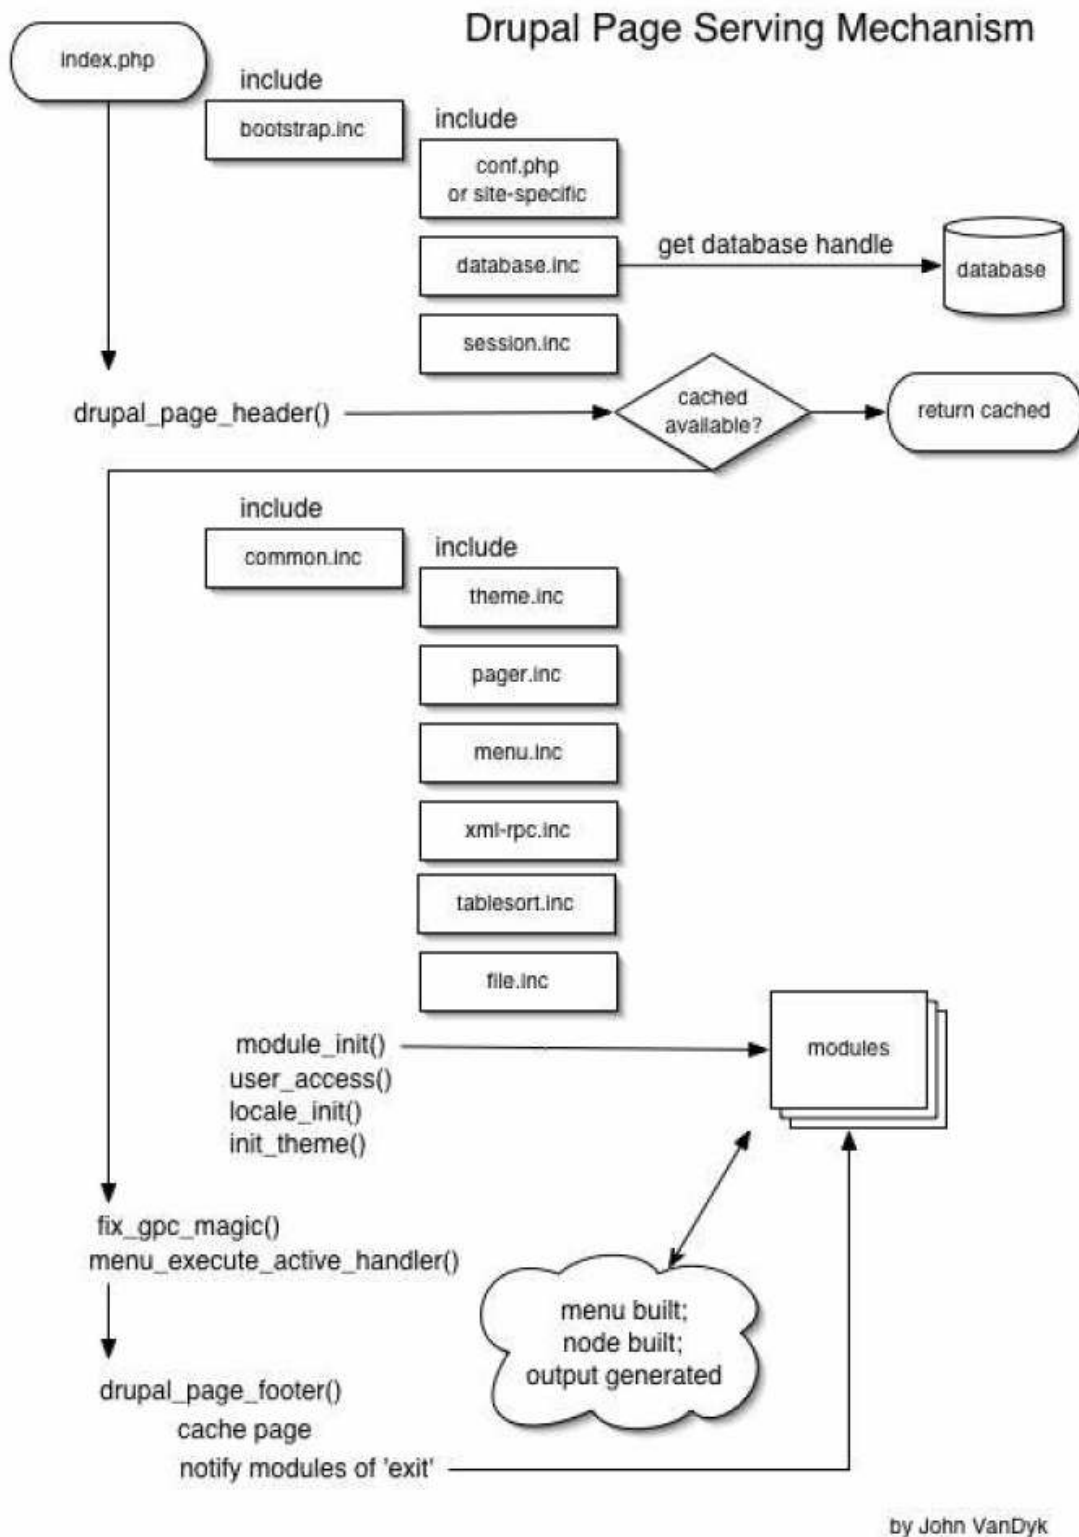 Drupal Page Serving Mechanism
index.php
include
bootstrap.inc
include
conf.php
or site-specific
database.inc
get database handle
database
session.inc
drupal_page_header()
cached
available?
return cached
include
common.inc
include
theme.inc
pager.inc
menu.inc
xml-rpc.inc
tablesort.inc
file.inc
module_init()
user_access()
locale_init()
init_theme()
modules
fix_gpc_magic()
menu_execute_active_handler()
menu built;
node built;
output generated
drupal_page_footer()
cache page
notify modules of 'exit'
by John VanDyk